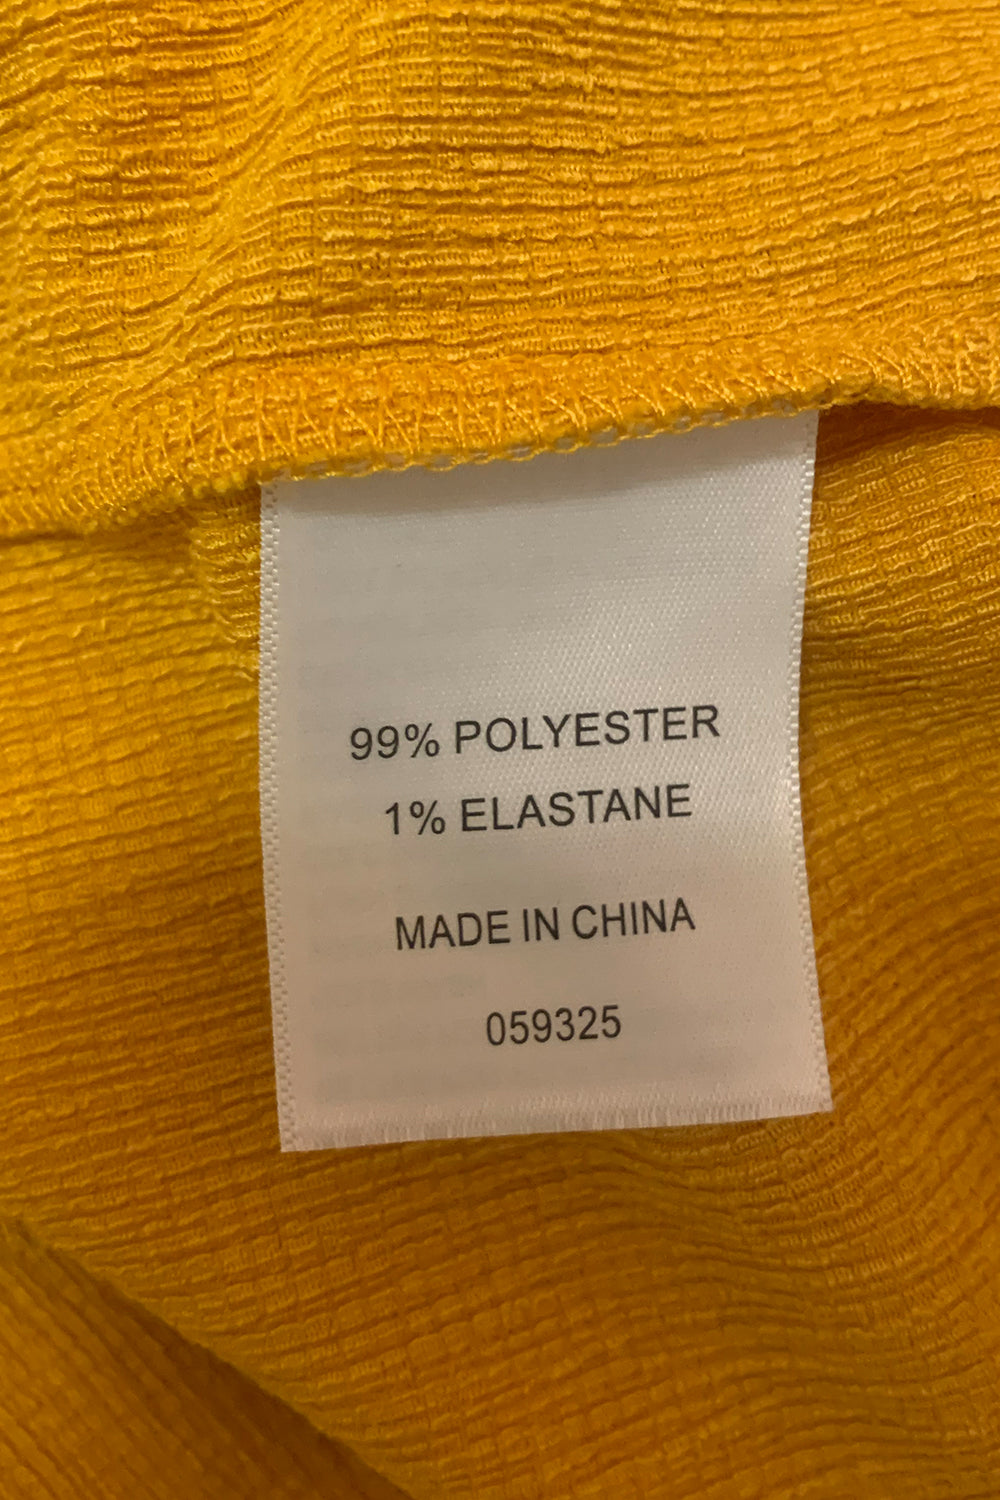 99% POLYESTER
1% ELASTANE
MADE IN CHINA
059325